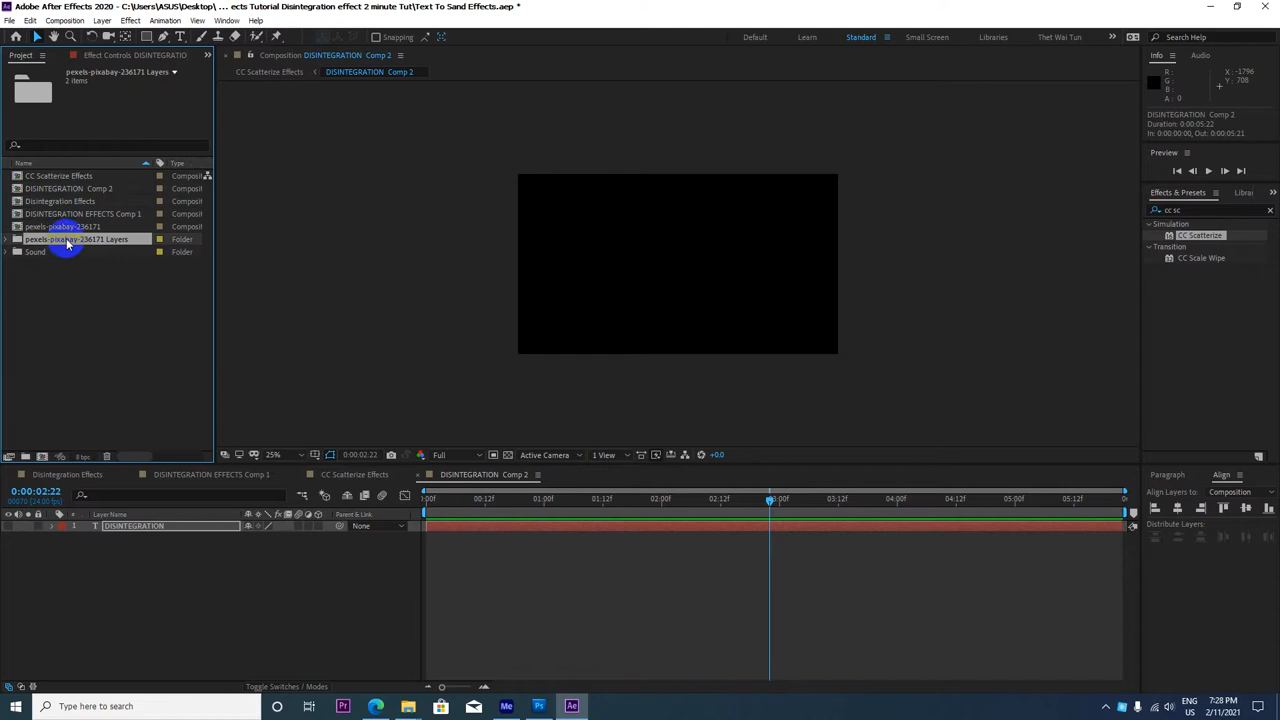 Adobe After Effects 2020 - C:\Users\ASUS\Desktop\ ... ects Tutorial Disintegration effect 2 minute Tut\Text To Sand Effects.aep *
File Edit Composition Layer Effect Animation View Window Help
Snapping Default Learn Standard Small Screen Libraries Thet Wai Tun Search Help
Project Effect Controls DISINTEGRATIO Composition DISINTEGRATION Comp 2 Info Audio
pexels-pixabay-236171 Layers
2 items
CC Scatterize Effects DISINTEGRATION Comp 2
R: X: -1796
G: Y: 708
B:
A: 0
DISINTEGRATION Comp 2
Duration: 0:00:05:22
In: 0:00:00:00, Out: 0:00:05:21
Preview
Effects & Presets Librai
cc sc
Simulation
CC Scatterize
Transition
CC Scale Wipe
Name Type
CC Scatterize Effects Composit
DISINTEGRATION Comp 2 Composit
Disintegration Effects Composit
DISINTEGRATION EFFECTS Comp 1 Composit
pexels-pixabay-236171 Composit
pexels-pixabay-236171 Layers Folder
Sound Folder
8 bpc 25% 0:00:02:22 Full Active Camera 1 View +0.0
Disintegration Effects DISINTEGRATION EFFECTS Comp 1 CC Scatterize Effects DISINTEGRATION Comp 2
0:00:02:22
00070 (24.00 fps)
:00f 00:12f 01:00f 01:12f 02:00f 02:12f 03:00f 03:12f 04:00f 04:12f 05:00f 05:12f
# Layer Name Parent & Link
1 T DISINTEGRATION None
Paragraph Align
Align Layers to: Composition
Distribute Layers:
Toggle Switches / Modes
Type here to search
Pr Me Ps Ae
ENG
US
7:28 PM
2/11/2021